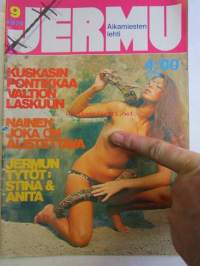 9
JERMU
Aikamiesten
lehti
4:00
KUSKASIN
PONTIKKAA
VALTION
LASKUUN
NAINEN
JOKA ON
ALISTETTAVA
JERMUN
TYTÖT:
STINA &
ANITA